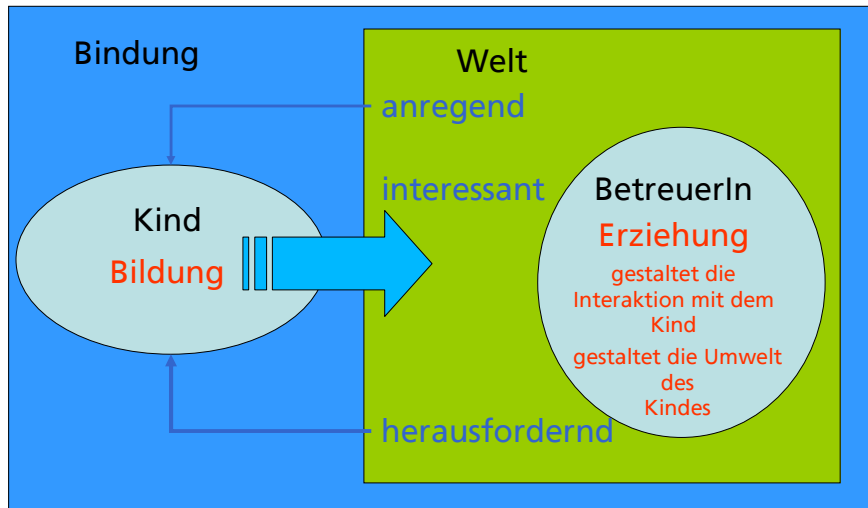 Bindung
Welt
anregend
interessant
Kind
Bildung
BetreuerIn
Erziehung
gestaltet die
Interaktion mit dem
Kind
gestaltet die Umwelt
des
Kindes
herausfordernd